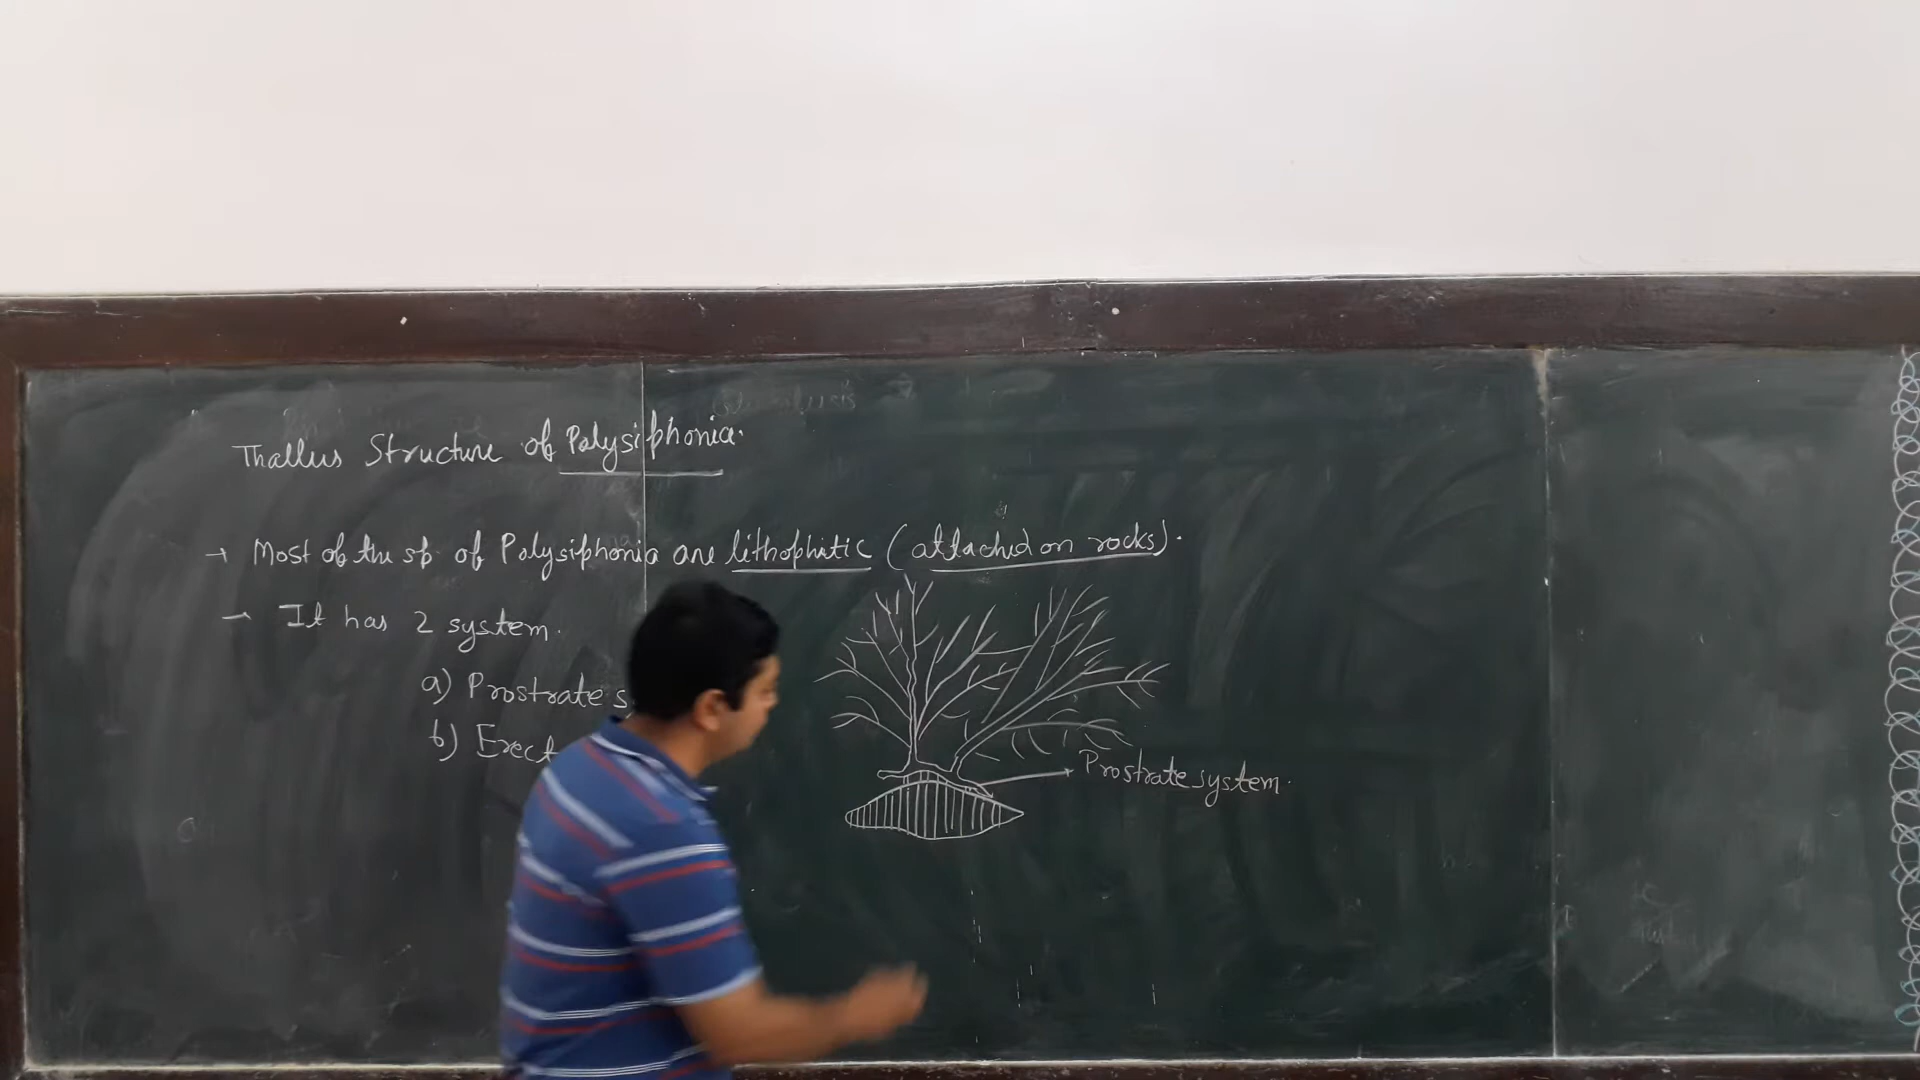 Thallus Structure of Polysiphonia.
→ Most of the sp. of Polysiphonia are lithophitic (attached on rocks).
→ It has 2 system.
a) Prostrate s
b) Erect
Prostrate system.